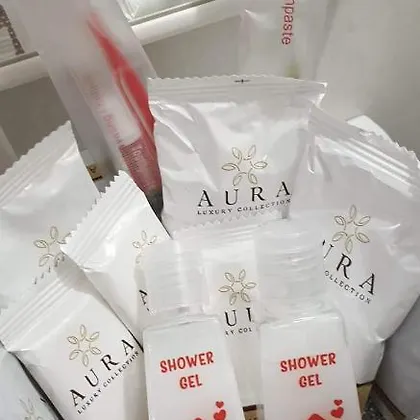 paste
AURA
LUXURY COLLECTION
URA
COLLECTION
AURA
LUXURY COLLECTION
SHOWER
GEL
SHOWER
GEL